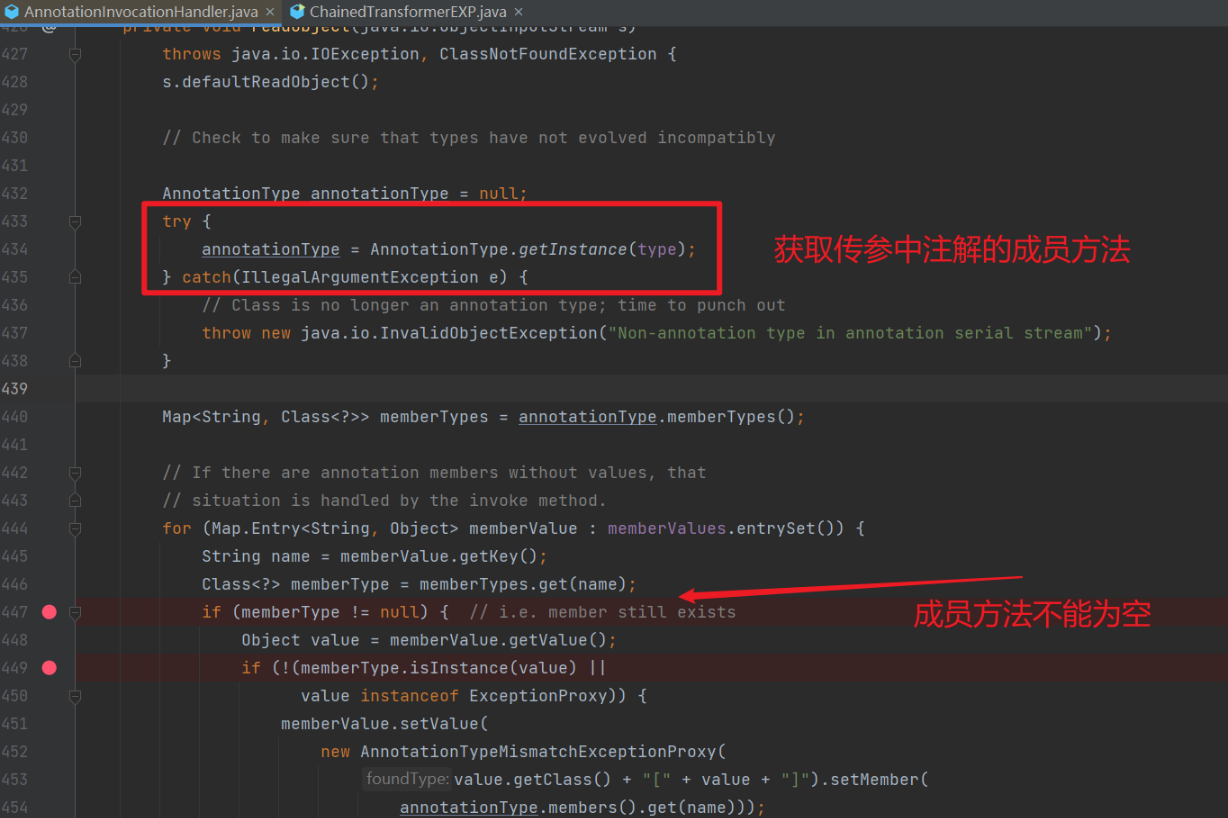 AnnotationInvocationHandler.java × ChainedTransformerEXP.java ×
426 @ private void readObject(java.io.ObjectInputStream s)
427 throws java.io.IOException, ClassNotFoundException {
428 s.defaultReadObject();
429
430 // Check to make sure that types have not evolved incompatibly
431
432 AnnotationType annotationType = null;
433 try {
434 annotationType = AnnotationType.getInstance(type); 获取传参中注解的成员方法
435 } catch(IllegalArgumentException e) {
436 // Class is no longer an annotation type; time to punch out
437 throw new java.io.InvalidObjectException("Non-annotation type in annotation serial stream");
438 }
439
440 Map<String, Class<?>> memberTypes = annotationType.memberTypes();
441
442 // If there are annotation members without values, that
443 // situation is handled by the invoke method.
444 for (Map.Entry<String, Object> memberValue : memberValues.entrySet()) {
445 String name = memberValue.getKey();
446 Class<?> memberType = memberTypes.get(name);
447 if (memberType != null) { // i.e. member still exists 成员方法不能为空
448 Object value = memberValue.getValue();
449 if (!(memberType.isInstance(value) ||
450 value instanceof ExceptionProxy)) {
451 memberValue.setValue(
452 new AnnotationTypeMismatchExceptionProxy(
453 foundType: value.getClass() + "[" + value + "]").setMember(
454 annotationType.members().get(name)));